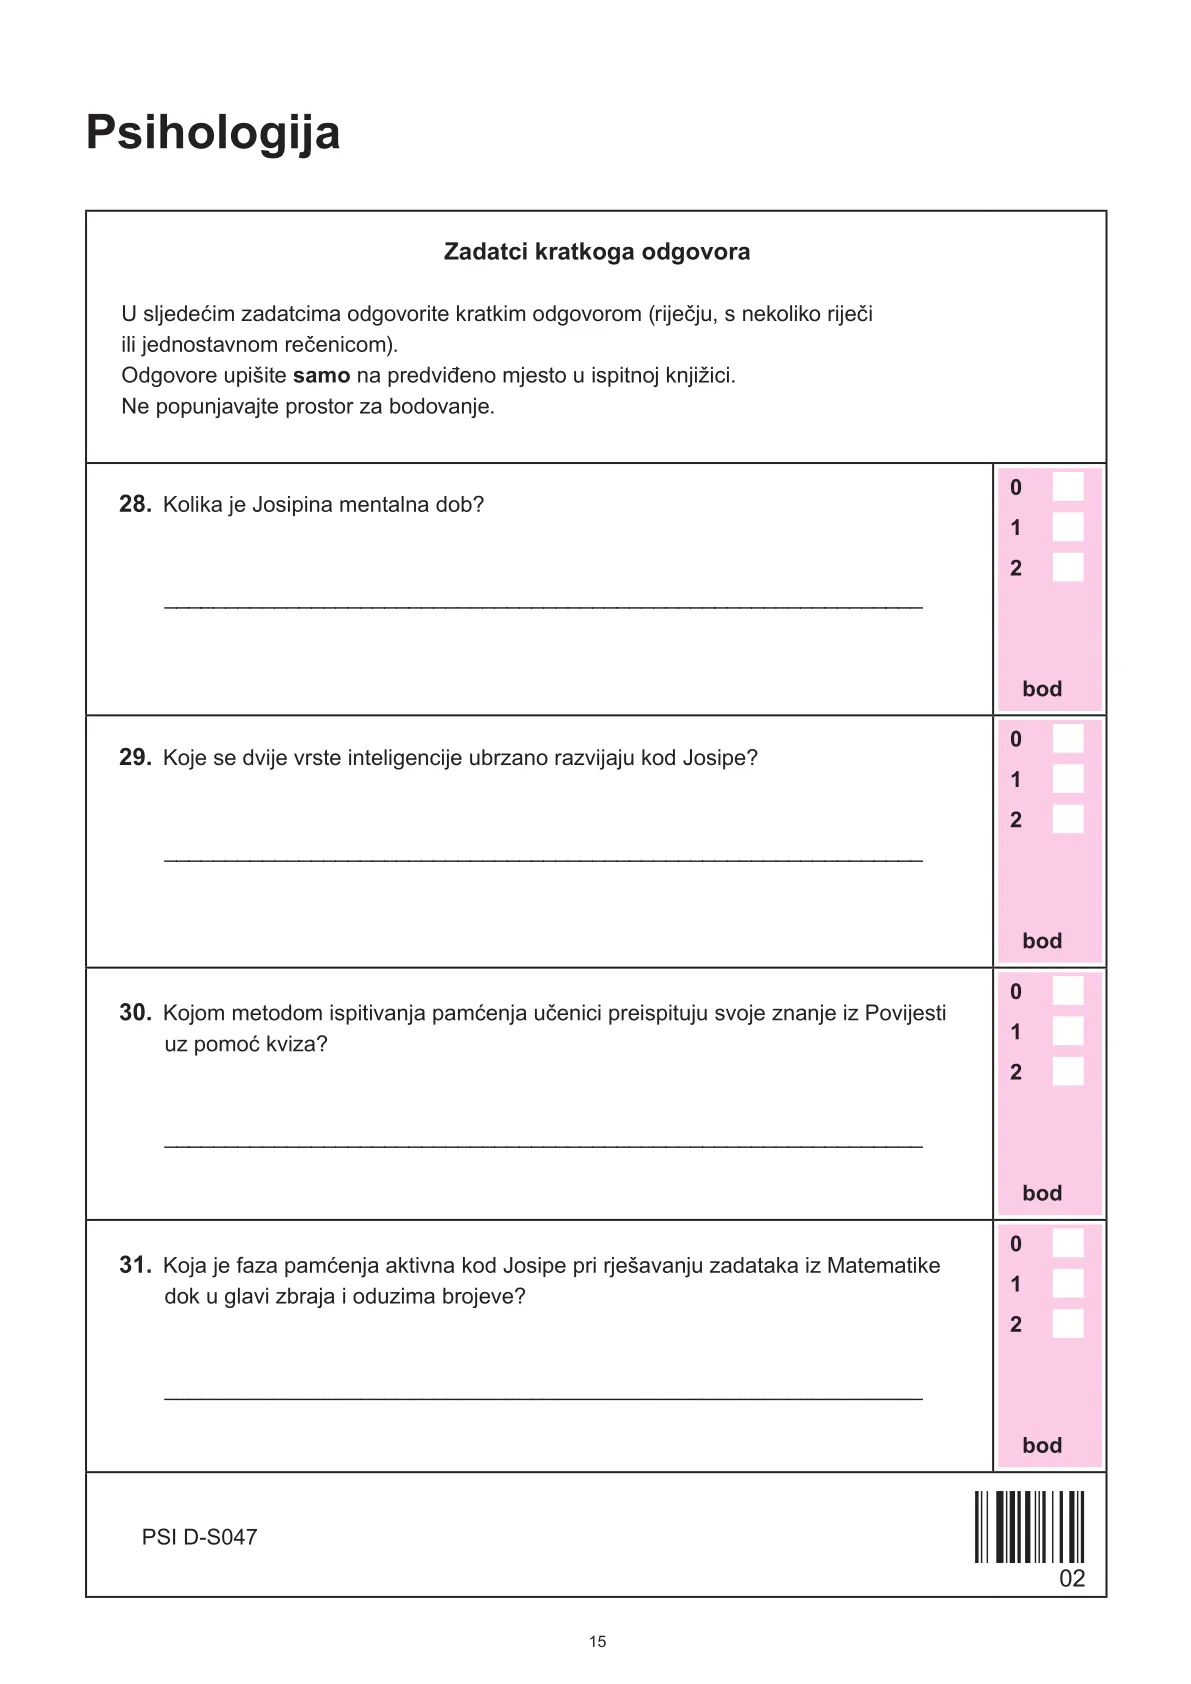 Psihologija
Zadatci kratkoga odgovora
U sljedećim zadatcima odgovorite kratkim odgovorom (riječju, s nekoliko riječi
ili jednostavnom rečenicom).
Odgovore upišite samo na predviđeno mjesto u ispitnoj knjižici.
Ne popunjavajte prostor za bodovanje.
28. Kolika je Josipina mentalna dob?
0
1
2
bod
29. Koje se dvije vrste inteligencije ubrzano razvijaju kod Josipe?
0
1
2
bod
30. Kojom metodom ispitivanja pamćenja učenici preispituju svoje znanje iz Povijesti
uz pomoć kviza?
0
1
2
bod
31. Koja je faza pamćenja aktivna kod Josipe pri rješavanju zadataka iz Matematike
dok u glavi zbraja i oduzima brojeve?
0
1
2
bod
PSI D-S047
02
15